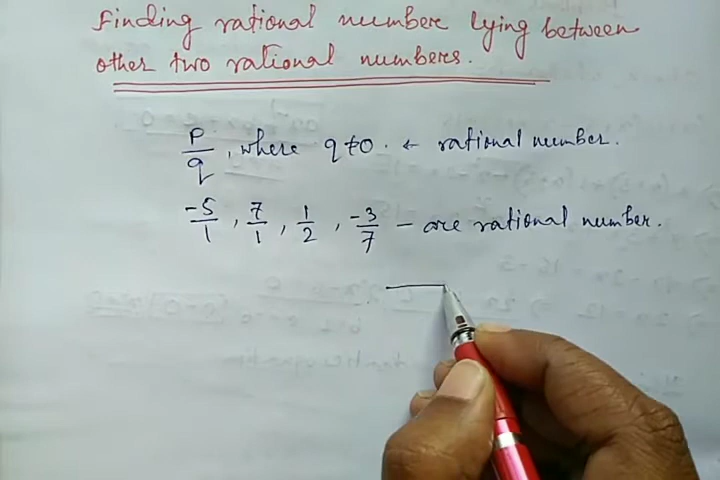 Finding rational number lying between
other two rational numbers.
P/q, where q≠0. ← rational number.
-5/1, 7/1, 1/2, -3/7 - are rational number.